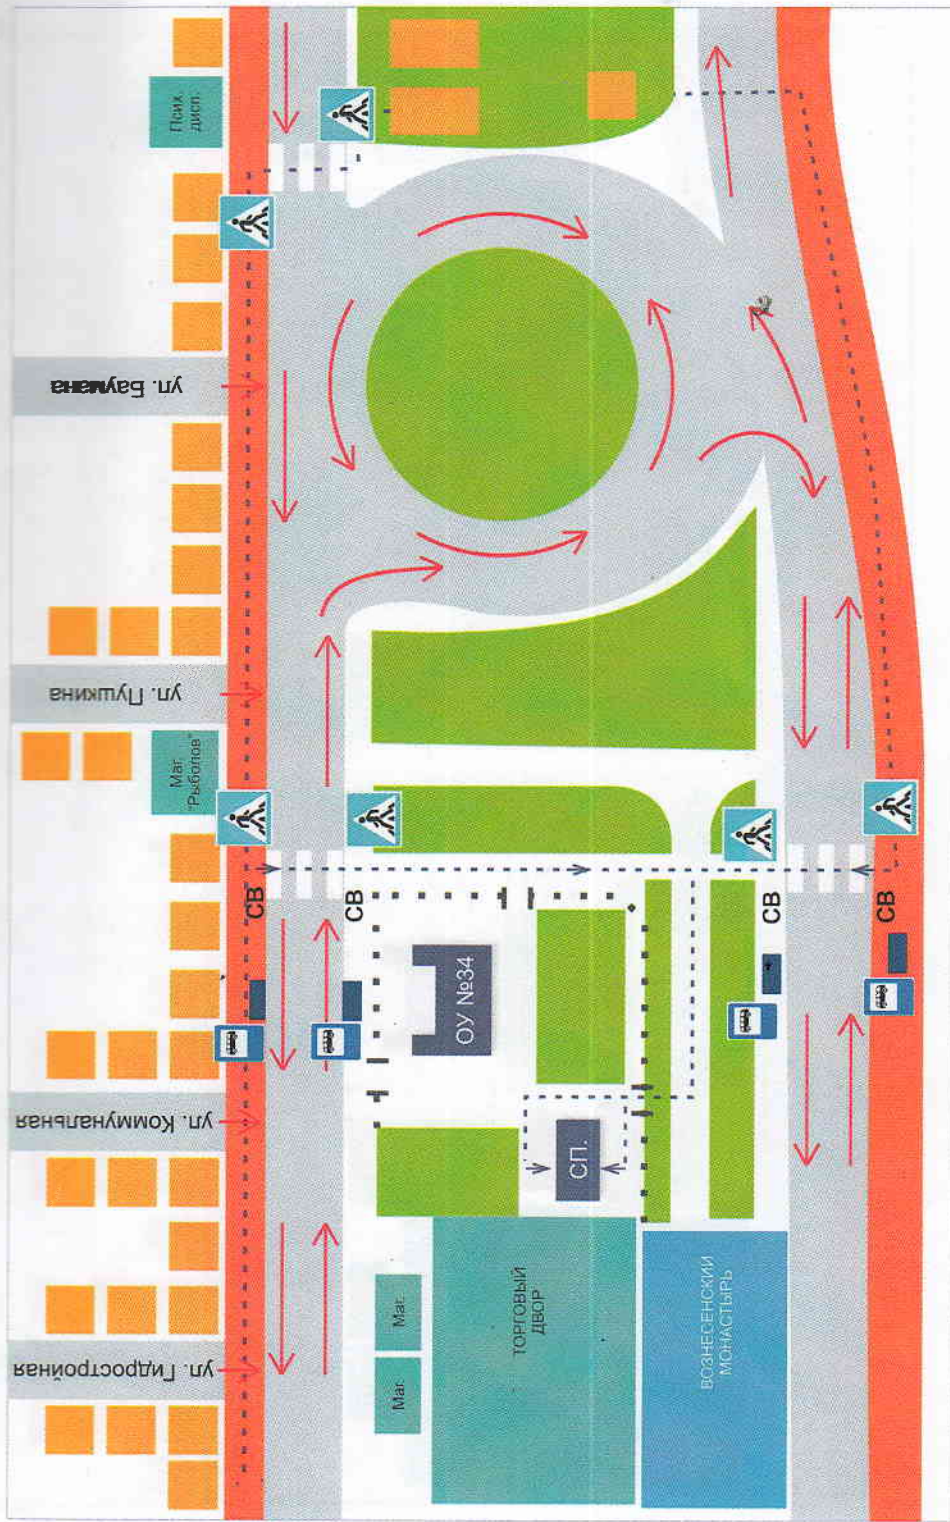 Псих.
дисп.
ул. Баумана
ул. Пушкина
Маг.
"Рыболов"
ул. Коммунальная
ул. Гидростройная
СВ
СВ
СВ
СВ
ОУ №34
СП.
Маг.
Маг.
ТОРГОВЫЙ
ДВОР
ВОЗНЕСЕНСКИЙ
МОНАСТЫРЬ